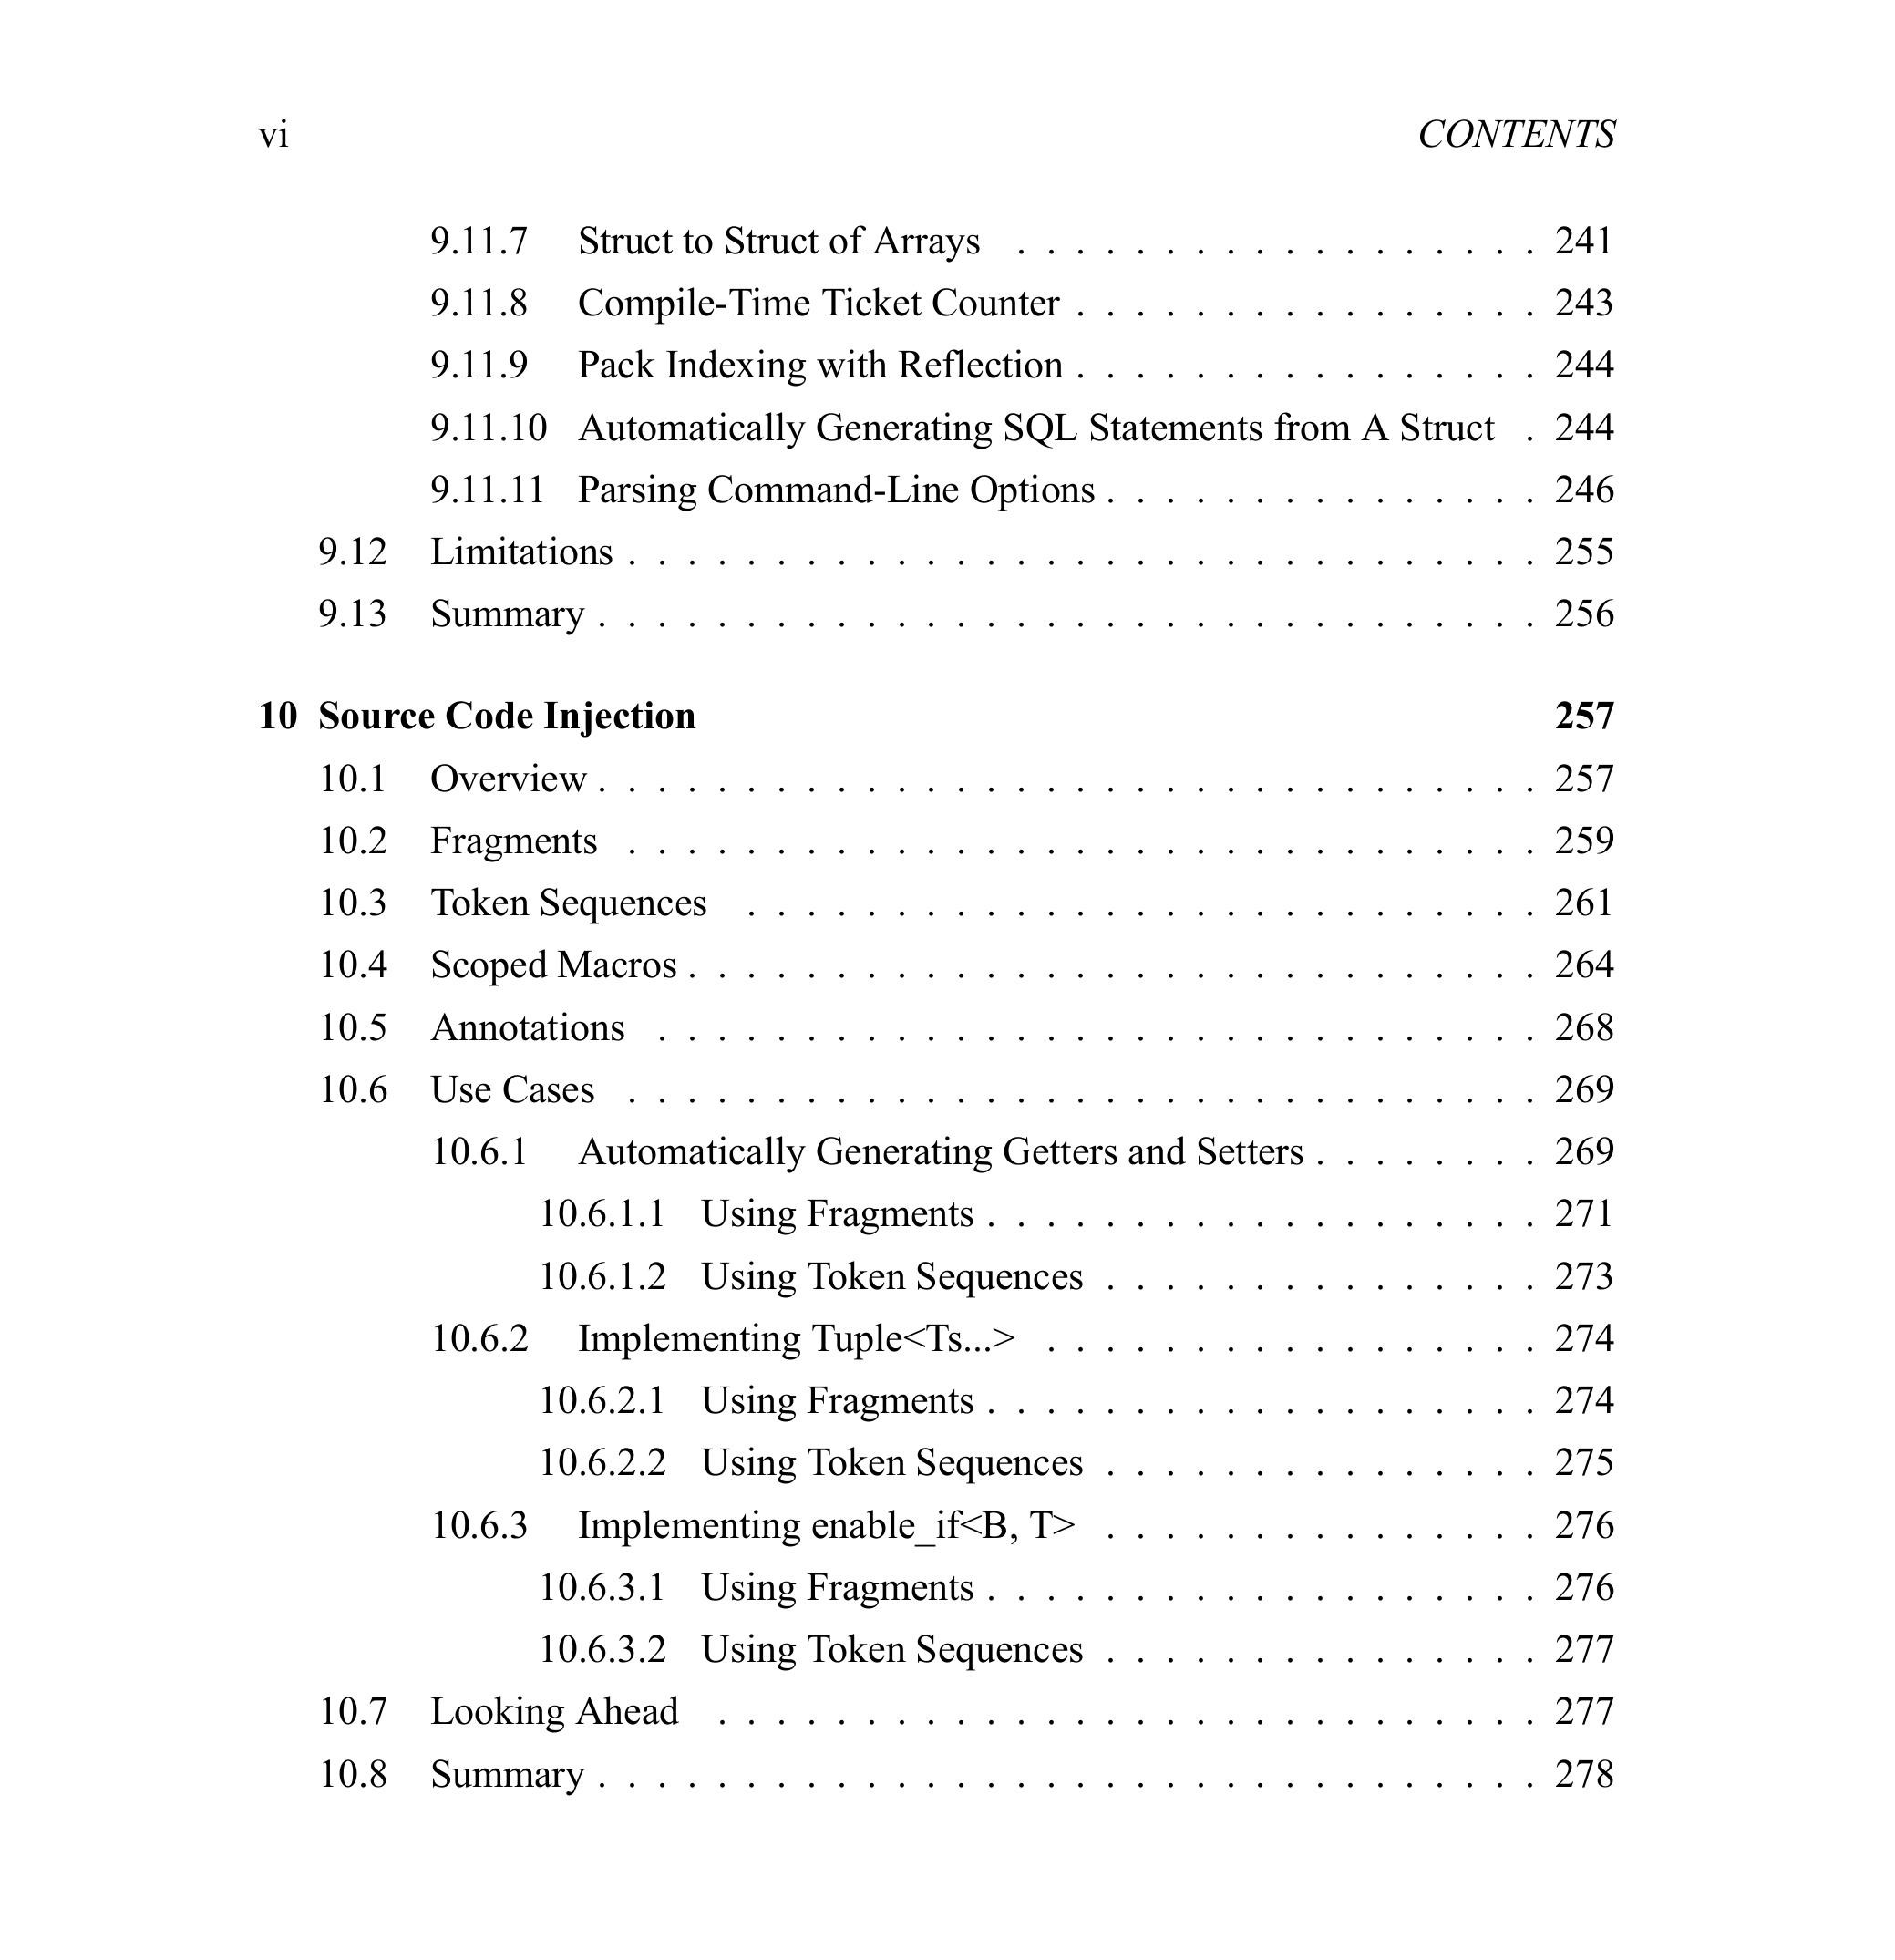 vi CONTENTS
9.11.7 Struct to Struct of Arrays . . . . . . . . . . . . . . . . . . 241
9.11.8 Compile-Time Ticket Counter . . . . . . . . . . . . . . . . 243
9.11.9 Pack Indexing with Reflection . . . . . . . . . . . . . . . . 244
9.11.10 Automatically Generating SQL Statements from A Struct . 244
9.11.11 Parsing Command-Line Options . . . . . . . . . . . . . . . 246
9.12 Limitations . . . . . . . . . . . . . . . . . . . . . . . . . . . . . . . 255
9.13 Summary . . . . . . . . . . . . . . . . . . . . . . . . . . . . . . . . 256
10 Source Code Injection 257
10.1 Overview . . . . . . . . . . . . . . . . . . . . . . . . . . . . . . . . 257
10.2 Fragments . . . . . . . . . . . . . . . . . . . . . . . . . . . . . . . 259
10.3 Token Sequences . . . . . . . . . . . . . . . . . . . . . . . . . . . 261
10.4 Scoped Macros . . . . . . . . . . . . . . . . . . . . . . . . . . . . . 264
10.5 Annotations . . . . . . . . . . . . . . . . . . . . . . . . . . . . . . 268
10.6 Use Cases . . . . . . . . . . . . . . . . . . . . . . . . . . . . . . . 269
10.6.1 Automatically Generating Getters and Setters . . . . . . . . 269
10.6.1.1 Using Fragments . . . . . . . . . . . . . . . . . . . 271
10.6.1.2 Using Token Sequences . . . . . . . . . . . . . . . 273
10.6.2 Implementing Tuple<Ts...> . . . . . . . . . . . . . . . . . 274
10.6.2.1 Using Fragments . . . . . . . . . . . . . . . . . . . 274
10.6.2.2 Using Token Sequences . . . . . . . . . . . . . . . 275
10.6.3 Implementing enable_if<B, T> . . . . . . . . . . . . . . . 276
10.6.3.1 Using Fragments . . . . . . . . . . . . . . . . . . . 276
10.6.3.2 Using Token Sequences . . . . . . . . . . . . . . . 277
10.7 Looking Ahead . . . . . . . . . . . . . . . . . . . . . . . . . . . . 277
10.8 Summary . . . . . . . . . . . . . . . . . . . . . . . . . . . . . . . . 278